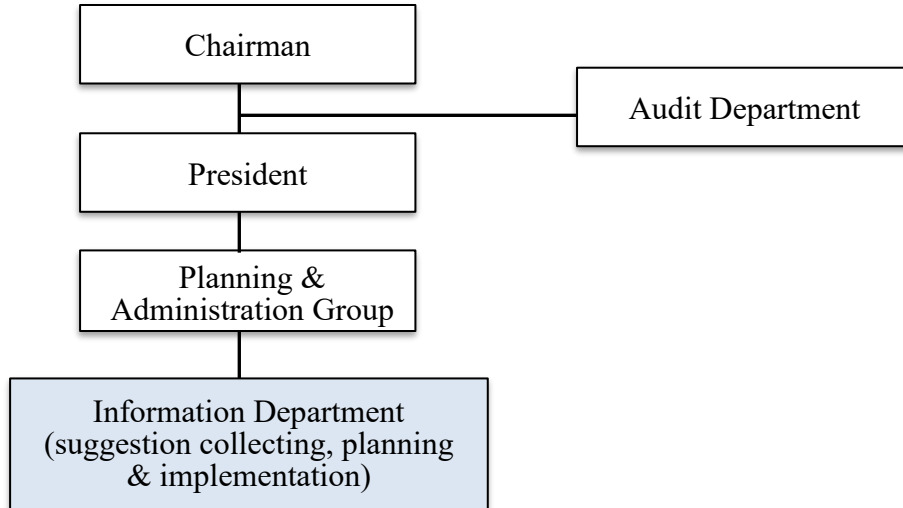 Chairman
Audit Department
President
Planning &
Administration Group
Information Department
(suggestion collecting, planning
& implementation)